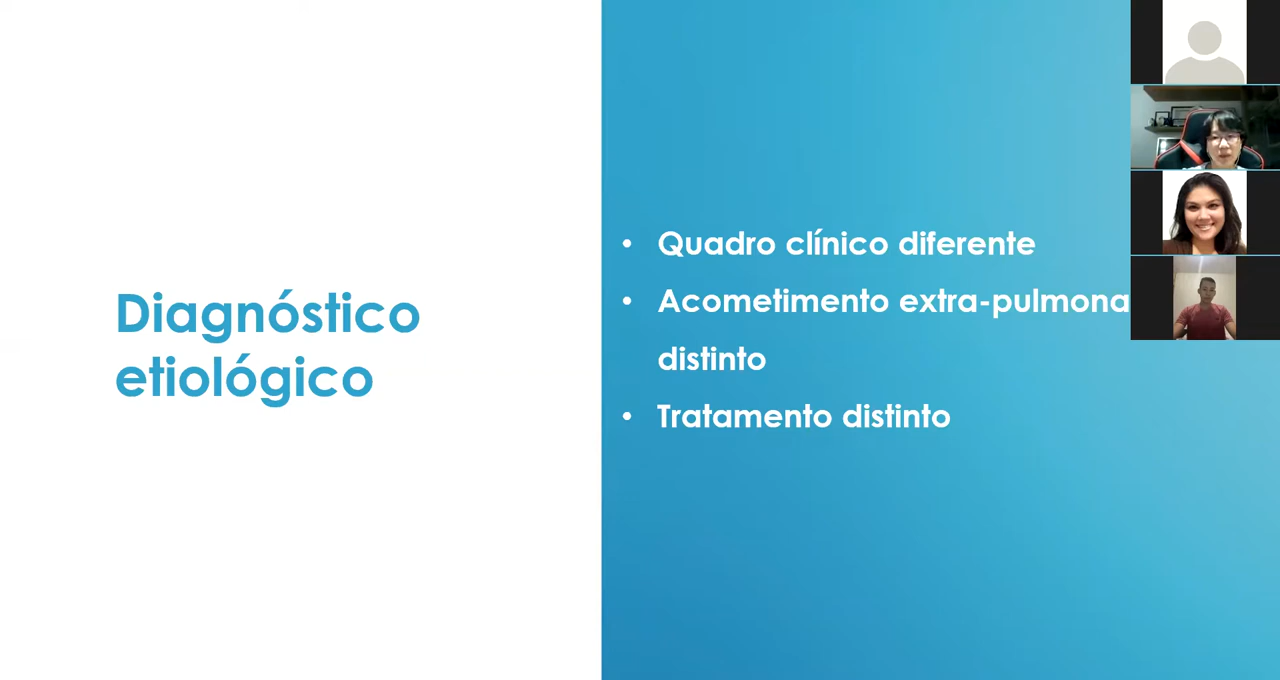 Diagnóstico
etiológico
• Quadro clínico diferente
• Acometimento extra-pulmona
distinto
• Tratamento distinto